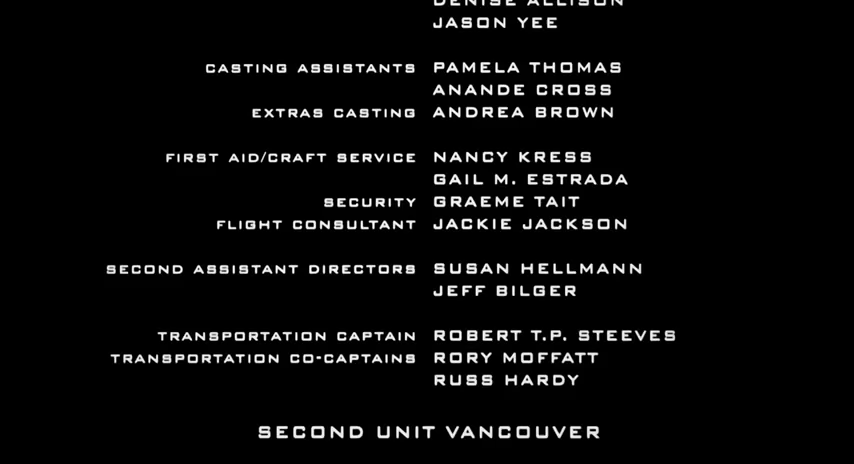 DENISE ALLISON
JASON YEE
CASTING ASSISTANTS PAMELA THOMAS
ANANDE CROSS
EXTRAS CASTING ANDREA BROWN
FIRST AID/CRAFT SERVICE NANCY KRESS
GAIL M. ESTRADA
SECURITY GRAEME TAIT
FLIGHT CONSULTANT JACKIE JACKSON
SECOND ASSISTANT DIRECTORS SUSAN HELLMANN
JEFF BILGER
TRANSPORTATION CAPTAIN ROBERT T.P. STEEVES
TRANSPORTATION CO-CAPTAINS RORY MOFFATT
RUSS HARDY
SECOND UNIT VANCOUVER